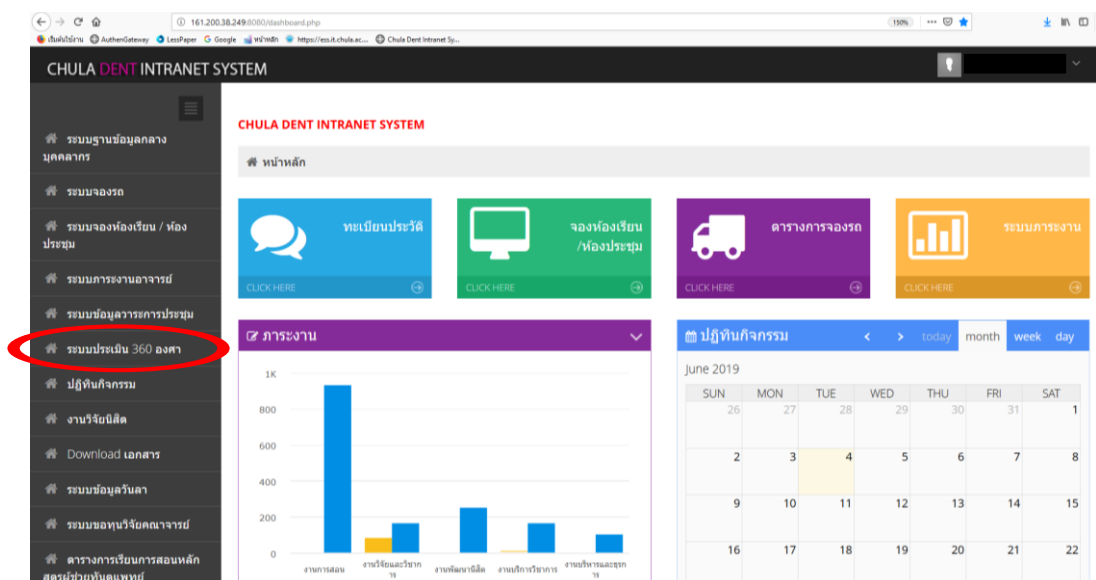 161.200.38.249:8080/dashboard.php
150%
เริ่มต้นใช้งาน AuthenGateway LessPaper Google หน้าหลัก https://ess.it.chula.ac... Chula Dent Intranet Sy...
CHULA DENT INTRANET SYSTEM
ระบบฐานข้อมูลกลาง
บุคคลากร
ระบบจองรถ
ระบบจองห้องเรียน / ห้อง
ประชุม
ระบบภาระงานอาจารย์
ระบบข้อมูลวาระการประชุม
ระบบประเมิน 360 องศา
ปฏิทินกิจกรรม
งานวิจัยนิสิต
Download เอกสาร
ระบบข้อมูลวันลา
ระบบขอทุนวิจัยคณาจารย์
ตารางการเรียนการสอนหลัก
สูตรผู้ช่วยทันตแพทย์
CHULA DENT INTRANET SYSTEM
หน้าหลัก
ทะเบียนประวัติ
CLICK HERE
จองห้องเรียน
/ห้องประชุม
CLICK HERE
ตารางการจองรถ
CLICK HERE
ระบบภาระงาน
CLICK HERE
ภาระงาน
1K
800
600
400
200
0
งานการสอน งานวิจัยและวิชากา
ร งานพัฒนานิสิต งานบริการวิชาการ งานบริหารและธุรก
าร
ปฏิทินกิจกรรม < > today month week day
June 2019
SUN MON TUE WED THU FRI SAT
26 27 28 29 30 31 1
2 3 4 5 6 7 8
9 10 11 12 13 14 15
16 17 18 19 20 21 22